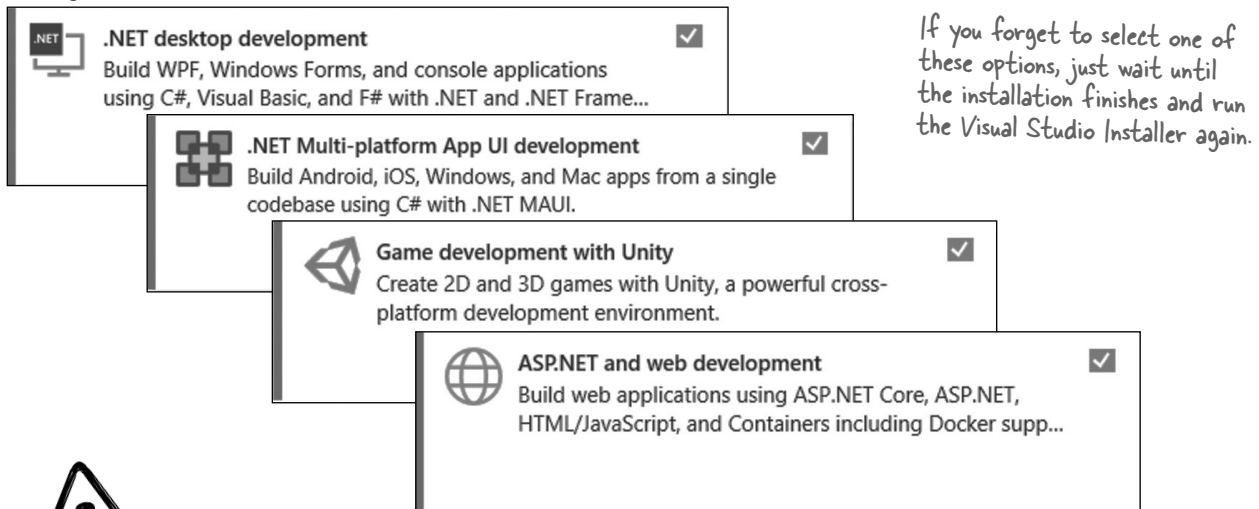 .NET
.NET desktop development
Build WPF, Windows Forms, and console applications
using C#, Visual Basic, and F# with .NET and .NET Frame...
If you forget to select one of
these options, just wait until
the installation finishes and run
the Visual Studio Installer again.
.NET Multi-platform App UI development
Build Android, iOS, Windows, and Mac apps from a single
codebase using C# with .NET MAUI.
Game development with Unity
Create 2D and 3D games with Unity, a powerful cross-
platform development environment.
ASP.NET and web development
Build web applications using ASP.NET Core, ASP.NET,
HTML/JavaScript, and Containers including Docker supp...